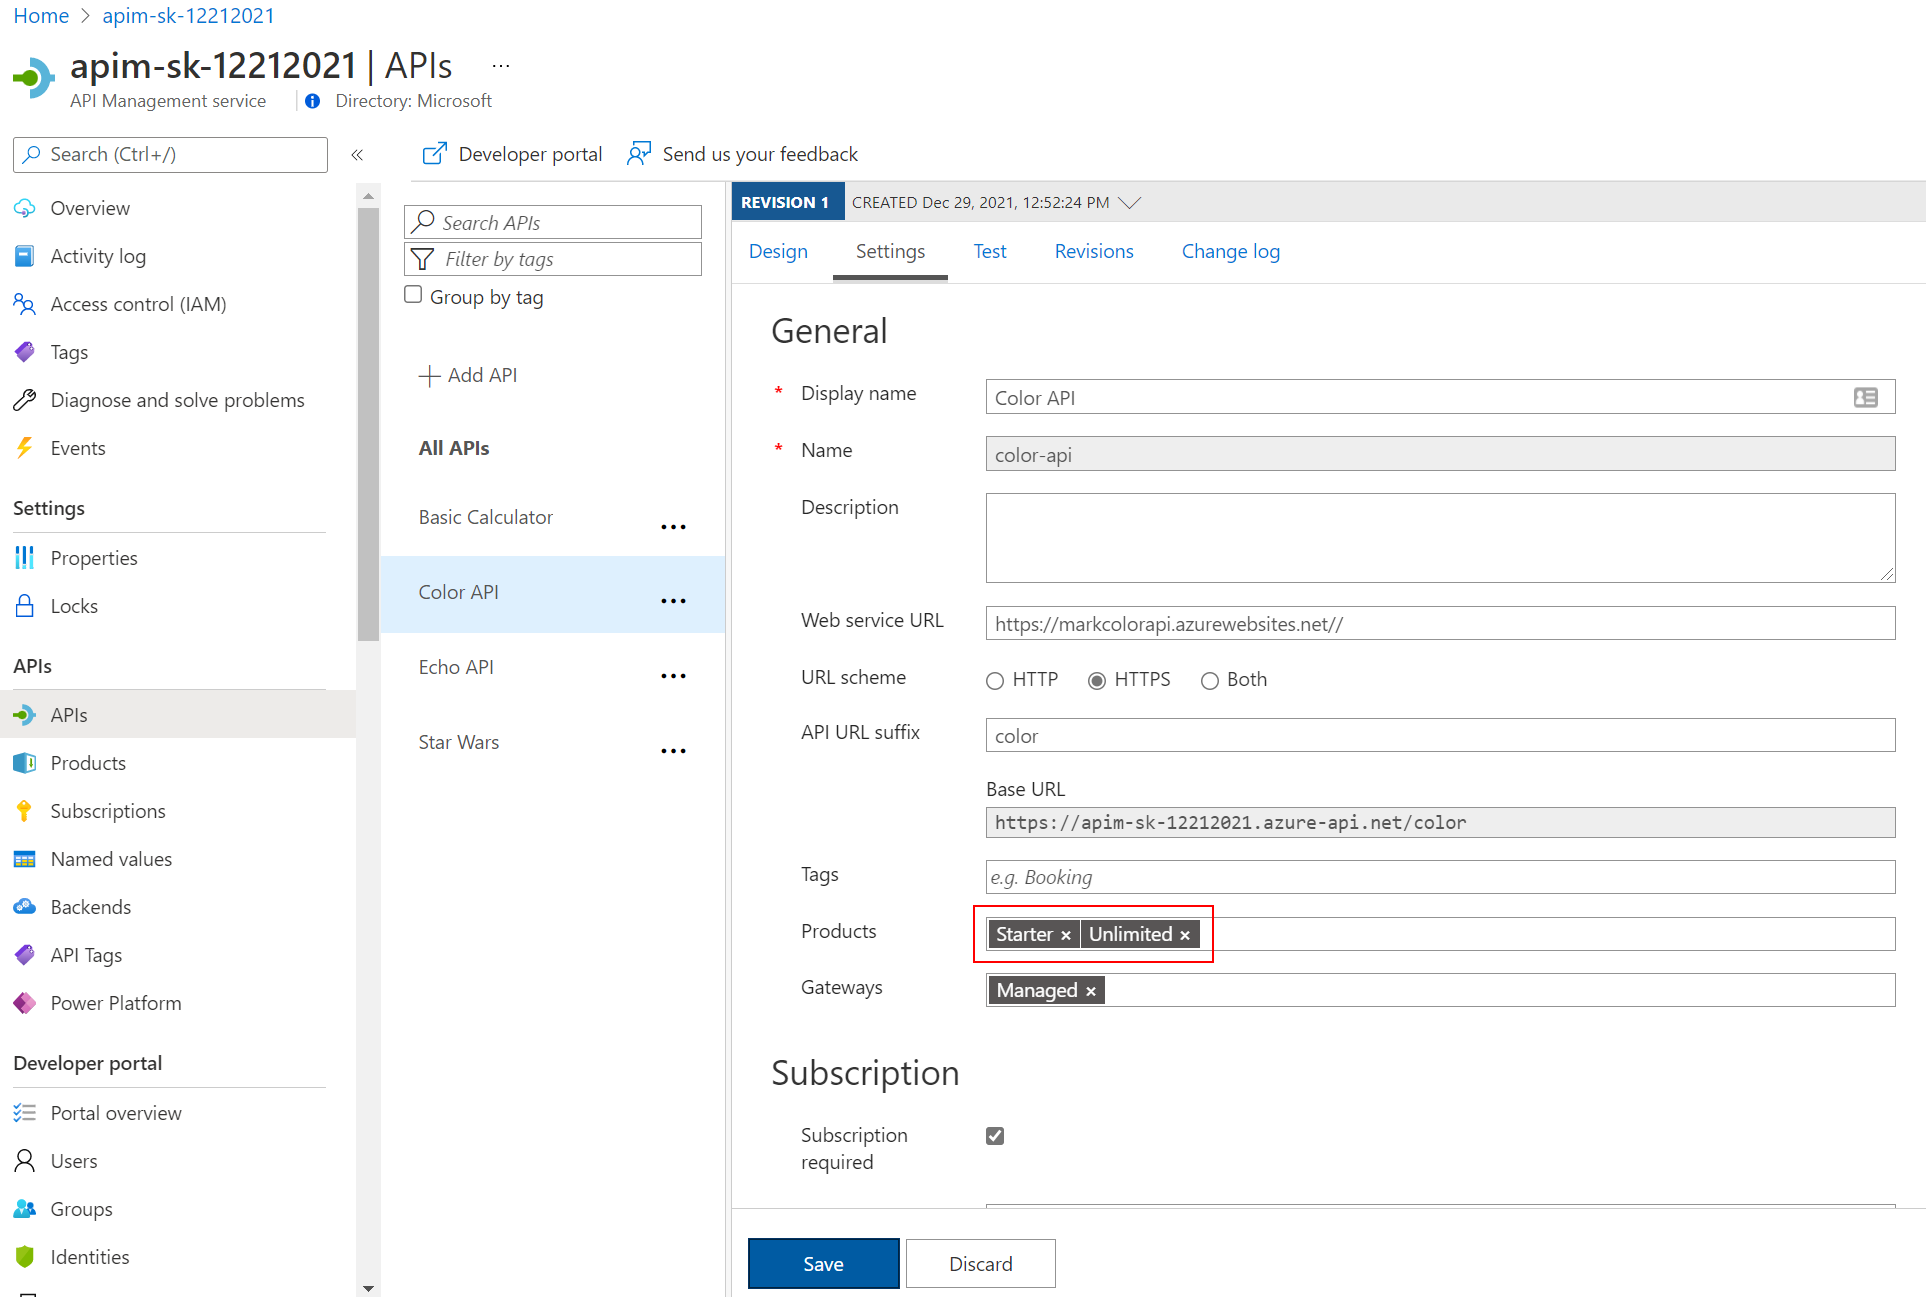 Home > apim-sk-12212021
apim-sk-12212021 | APIs ...
API Management service
Directory: Microsoft
Search (Ctrl+/)
«
Overview
Activity log
Access control (IAM)
Tags
Diagnose and solve problems
Events
Settings
Properties
Locks
APIs
APIs
Products
Subscriptions
Named values
Backends
API Tags
Power Platform
Developer portal
Portal overview
Users
Groups
Identities
Developer portal
Send us your feedback
Search APIs
Filter by tags
Group by tag
Add API
All APIs
Basic Calculator ...
Color API ...
Echo API ...
Star Wars ...
REVISION 1 CREATED Dec 29, 2021, 12:52:24 PM
Design Settings Test Revisions Change log
General
* Display name Color API
* Name color-api
Description
Web service URL https://markcolorapi.azurewebsites.net//
URL scheme HTTP HTTPS Both
API URL suffix color
Base URL
https://apim-sk-12212021.azure-api.net/color
Tags e.g. Booking
Products Starter × Unlimited ×
Gateways Managed ×
Subscription
Subscription
required
Save Discard